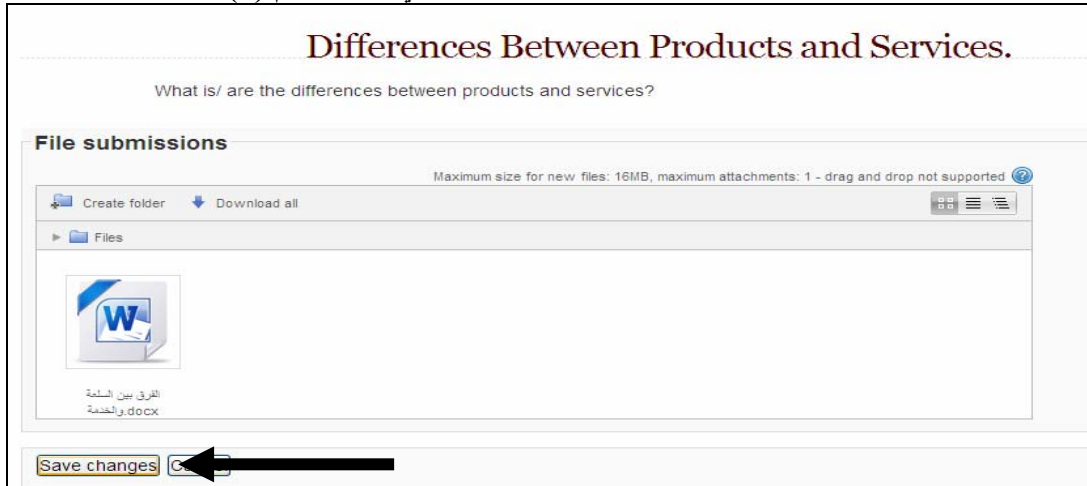 Differences Between Products and Services.
What is/ are the differences between products and services?
File submissions
Maximum size for new files: 16MB, maximum attachments: 1 - drag and drop not supported
Create folder Download all
Files
الفرق بين السلعة
والخدمة.docx
Save changes